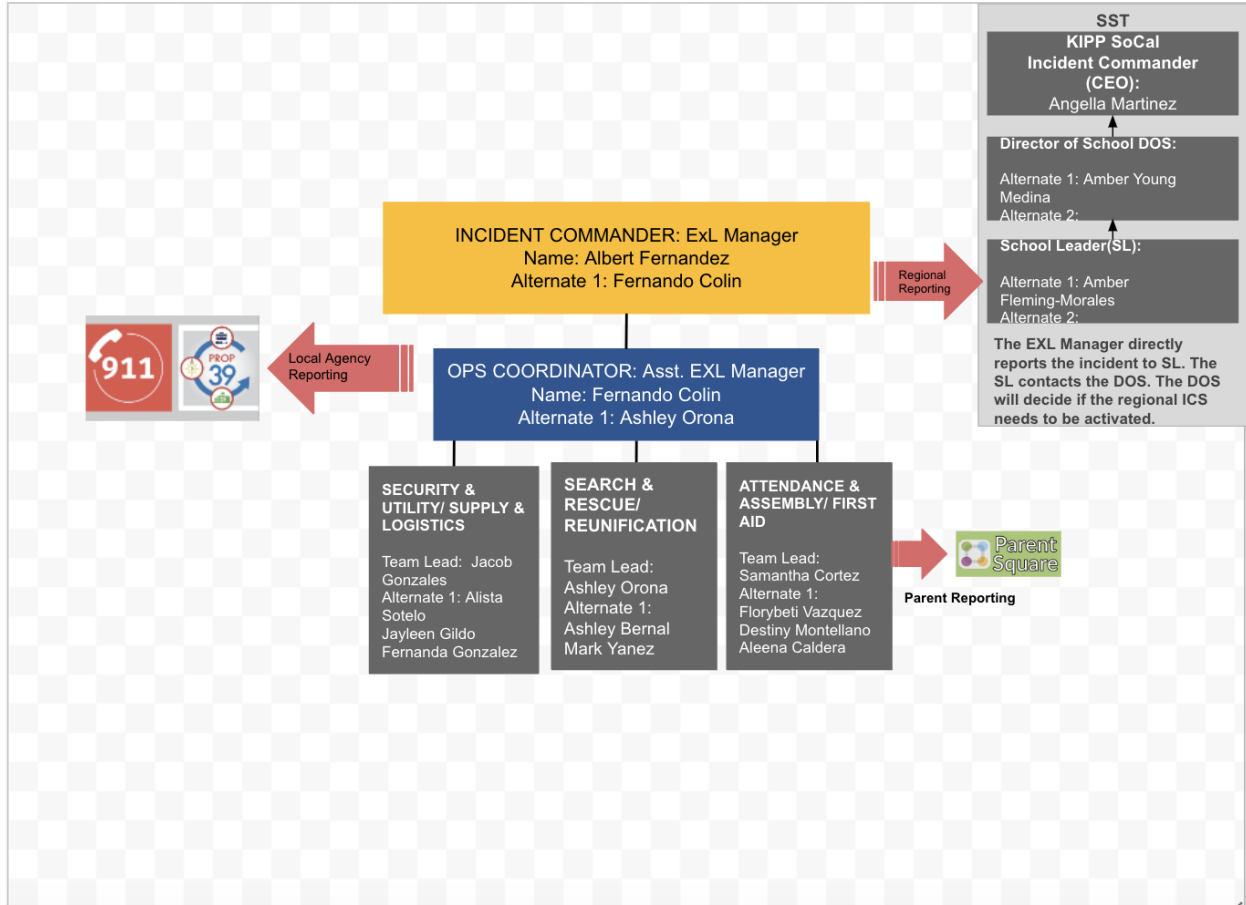 SST
KIPP SoCal
Incident Commander
(CEO):
Angella Martinez
Director of School DOS:
Alternate 1: Amber Young
Medina
Alternate 2:
School Leader(SL):
Alternate 1: Amber
Fleming-Morales
Alternate 2:
The EXL Manager directly
reports the incident to SL. The
SL contacts the DOS. The DOS
will decide if the regional ICS
needs to be activated.
INCIDENT COMMANDER: ExL Manager
Name: Albert Fernandez
Alternate 1: Fernando Colin
Regional
Reporting
911
PROP
39
Local Agency
Reporting
OPS COORDINATOR: Asst. EXL Manager
Name: Fernando Colin
Alternate 1: Ashley Orona
SECURITY &
UTILITY/ SUPPLY &
LOGISTICS
Team Lead: Jacob
Gonzales
Alternate 1: Alista
Sotelo
Jayleen Gildo
Fernanda Gonzalez
SEARCH &
RESCUE/
REUNIFICATION
Team Lead:
Ashley Orona
Alternate 1:
Ashley Bernal
Mark Yanez
ATTENDANCE &
ASSEMBLY/ FIRST
AID
Team Lead:
Samantha Cortez
Alternate 1:
Florybeti Vazquez
Destiny Montellano
Aleena Caldera
Parent
Square
Parent Reporting